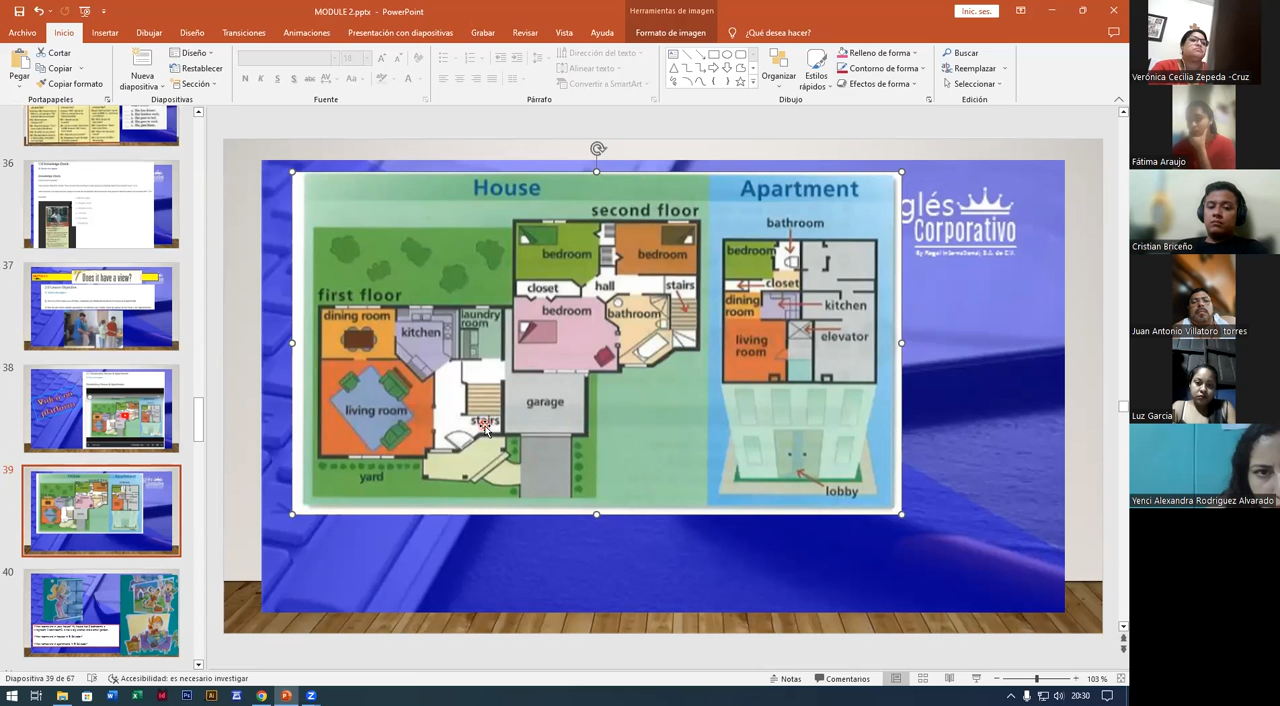 MODULE 2.pptx - PowerPoint
Herramientas de imagen
Inic. ses.
Archivo
Inicio
Insertar
Dibujar
Diseño
Transiciones
Animaciones
Presentación con diapositivas
Grabar
Revisar
Vista
Ayuda
Formato de imagen
¿Qué desea hacer?
Pegar
Cortar
Copiar
Copiar formato
Portapapeles
Nueva
diapositiva
Diseño
Restablecer
Sección
Diapositivas
N K S S
Fuente
Dirección del texto
Alinear texto
Convertir a SmartArt
Párrafo
Organizar
Estilos
rápidos
Relleno de forma
Contorno de forma
Efectos de forma
Dibujo
Buscar
Reemplazar
Seleccionar
Edición
36
37
Does it have a view?
38
39
40
House
Apartment
second floor
first floor
bedroom
bedroom
closet
hall
stairs
bedroom
bathroom
dining room
kitchen
laundry
room
living room
stairs
garage
yard
bathroom
bedroom
closet
dining
room
kitchen
living
room
elevator
lobby
glés
Corporativo
Verónica Cecilia Zepeda -Cruz
Fátima Araujo
Cristian Briceño
Juan Antonio Villatoro torres
Luz Garcia
Yenci Alexandra Rodriguez Alvarado
Diapositiva 39 de 67
Accesibilidad: es necesario investigar
Notas
Comentarios
103 %
20:30